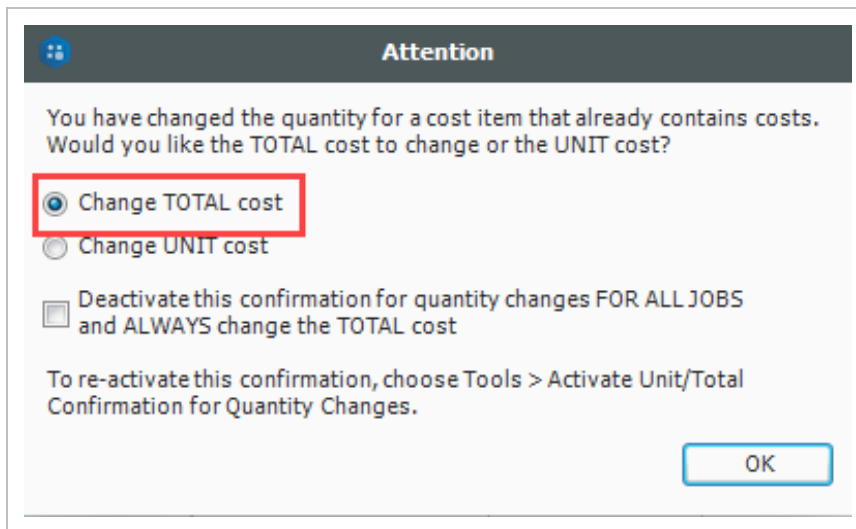 Attention
You have changed the quantity for a cost item that already contains costs.
Would you like the TOTAL cost to change or the UNIT cost?
Change TOTAL cost
Change UNIT cost
Deactivate this confirmation for quantity changes FOR ALL JOBS
and ALWAYS change the TOTAL cost
To re-activate this confirmation, choose Tools > Activate Unit/Total
Confirmation for Quantity Changes.
OK